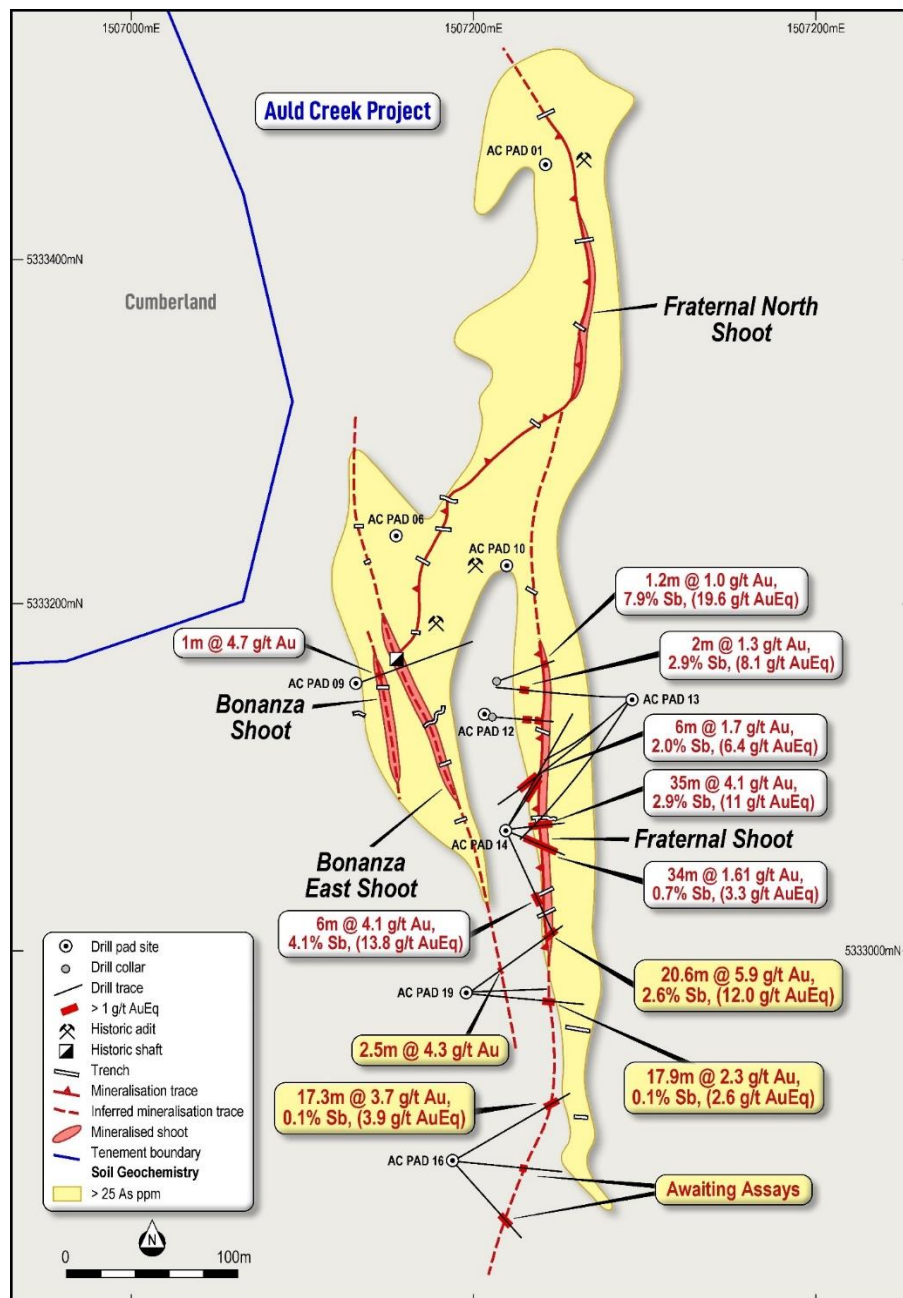 1507000mE
1507200mE
1507200mE
Auld Creek Project
AC PAD 01
5333400mN
Cumberland
Fraternal North
Shoot
AC PAD 06
AC PAD 10
5333200mN
1.2m @ 1.0 g/t Au,
7.9% Sb, (19.6 g/t AuEq)
1m @ 4.7 g/t Au
2m @ 1.3 g/t Au,
2.9% Sb, (8.1 g/t AuEq)
AC PAD 09
AC PAD 13
Bonanza
Shoot
AC PAD 12
6m @ 1.7 g/t Au,
2.0% Sb, (6.4 g/t AuEq)
35m @ 4.1 g/t Au,
2.9% Sb, (11 g/t AuEq)
AC PAD 14
Fraternal Shoot
Bonanza
East Shoot
34m @ 1.61 g/t Au,
0.7% Sb, (3.3 g/t AuEq)
6m @ 4.1 g/t Au,
4.1% Sb, (13.8 g/t AuEq)
5333000mN
20.6m @ 5.9 g/t Au,
2.6% Sb, (12.0 g/t AuEq)
AC PAD 19
2.5m @ 4.3 g/t Au
17.9m @ 2.3 g/t Au,
0.1% Sb, (2.6 g/t AuEq)
17.3m @ 3.7 g/t Au,
0.1% Sb, (3.9 g/t AuEq)
AC PAD 16
Awaiting Assays
Drill pad site
Drill collar
Drill trace
> 1 g/t AuEq
Historic adit
Historic shaft
Trench
Mineralisation trace
Inferred mineralisation trace
Mineralised shoot
Tenement boundary
Soil Geochemistry
> 25 As ppm
N
0
100m